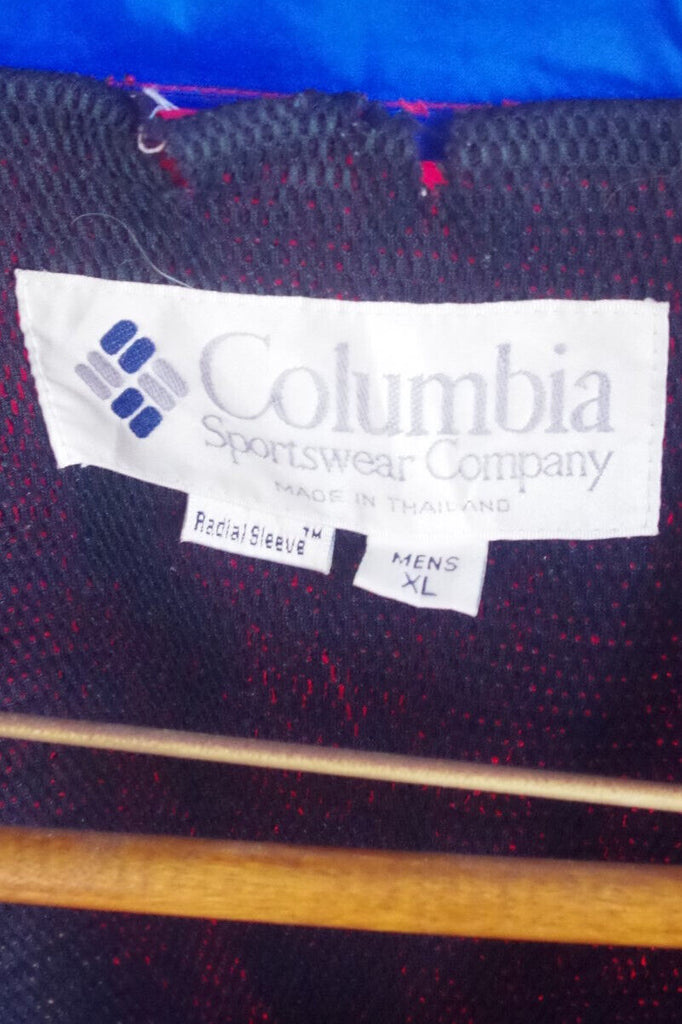 Columbia
Sportswear Company
MADE IN THAILAND
Radial Sleeve™
MENS
XL